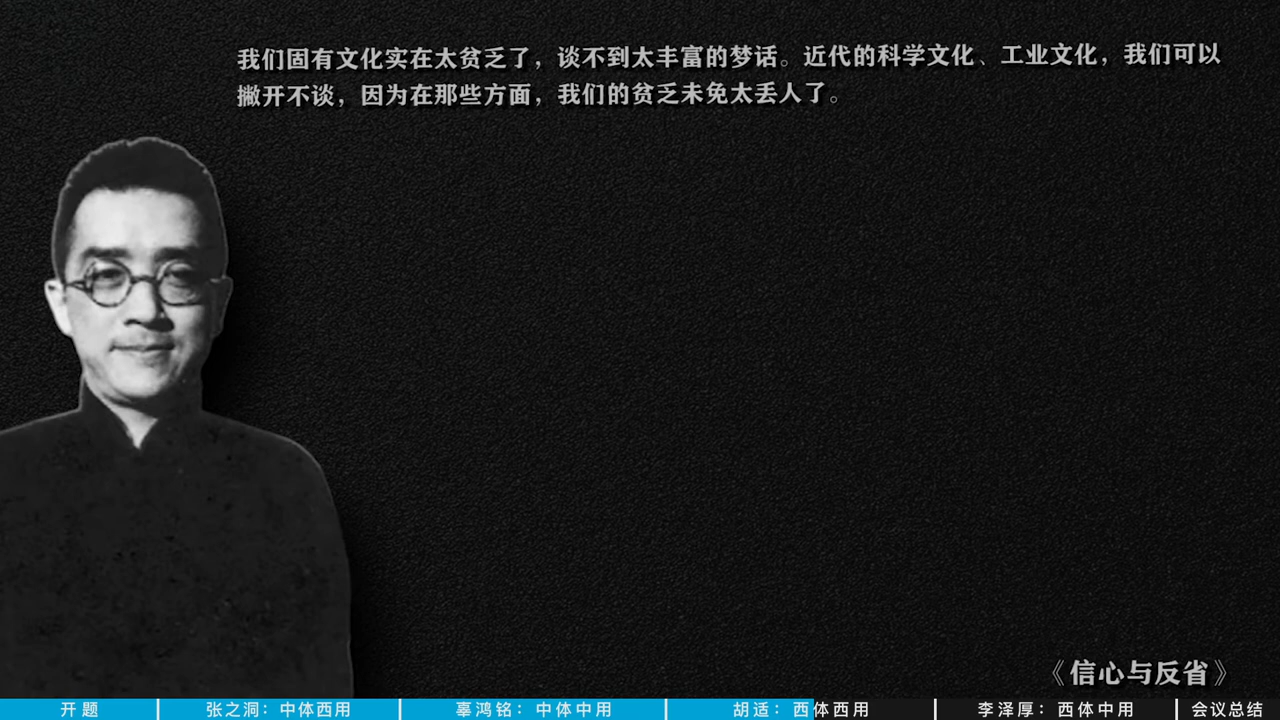 我们固有文化实在太贫乏了，谈不到太丰富的梦话。近代的科学文化、工业文化，我们可以
撇开不谈，因为在那些方面，我们的贫乏未免太丢人了。
《信心与反省》
开题
张之洞：中体西用
辜鸿铭：中体中用
胡适：西体西用
李泽厚：西体中用
会议总结